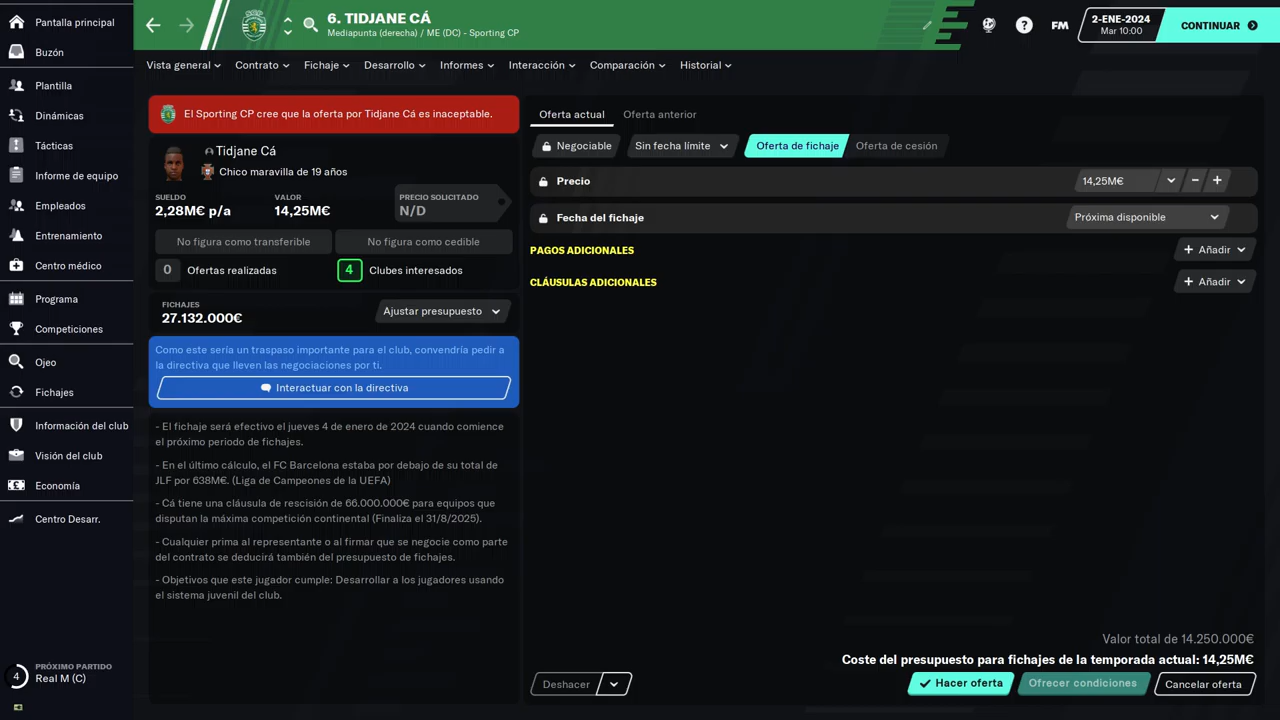 Pantalla principal
Buzón
Plantilla
Dinámicas
Tácticas
Informe de equipo
Empleados
Entrenamiento
Centro médico
Programa
Competiciones
Ojeo
Fichajes
Información del club
Visión del club
Economía
Centro Desarr.
4
PRÓXIMO PARTIDO
Real M (C)
6. TIDJANE CÁ
Mediapunta (derecha) / ME (DC) - Sporting CP
FM
2-ENE-2024
Mar 10:00
CONTINUAR
Vista general
Contrato
Fichaje
Desarrollo
Informes
Interacción
Comparación
Historial
El Sporting CP cree que la oferta por Tidjane Cá es inaceptable.
Tidjane Cá
Chico maravilla de 19 años
SUELDO
2,28M€ p/a
VALOR
14,25M€
PRECIO SOLICITADO
N/D
No figura como transferible
No figura como cedible
0 Ofertas realizadas
4 Clubes interesados
FICHAJES
27.132.000€
Ajustar presupuesto
Como este sería un traspaso importante para el club, convendría pedir a
la directiva que lleven las negociaciones por ti.
Interactuar con la directiva
- El fichaje será efectivo el jueves 4 de enero de 2024 cuando comience
el próximo periodo de fichajes.
- En el último cálculo, el FC Barcelona estaba por debajo de su total de
JLF por 638M€. (Liga de Campeones de la UEFA)
- Cá tiene una cláusula de rescisión de 66.000.000€ para equipos que
disputan la máxima competición continental (Finaliza el 31/8/2025).
- Cualquier prima al representante o al firmar que se negocie como parte
del contrato se deducirá también del presupuesto de fichajes.
- Objetivos que este jugador cumple: Desarrollar a los jugadores usando
el sistema juvenil del club.
Oferta actual
Oferta anterior
Negociable
Sin fecha límite
Oferta de fichaje
Oferta de cesión
Precio
14,25M€
- +
Fecha del fichaje
Próxima disponible
PAGOS ADICIONALES
+ Añadir
CLÁUSULAS ADICIONALES
+ Añadir
Valor total de 14.250.000€
Coste del presupuesto para fichajes de la temporada actual: 14,25M€
Deshacer
Hacer oferta
Ofrecer condiciones
Cancelar oferta